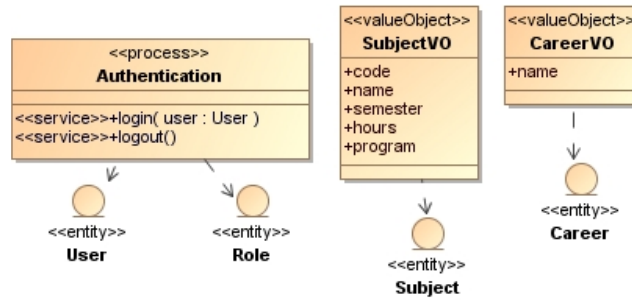 <<process>>
Authentication
<<service>>+login( user : User )
<<service>>+logout()
<<entity>>
User
<<entity>>
Role
<<valueObject>>
SubjectVO
+code
+name
+semester
+hours
+program
<<entity>>
Subject
<<valueObject>>
CareerVO
+name
<<entity>>
Career